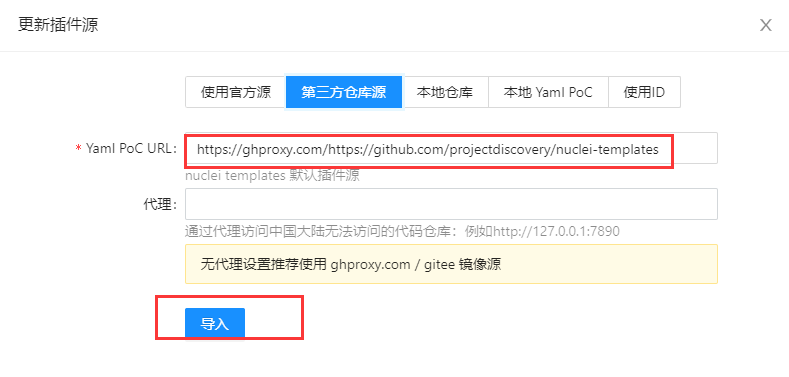 更新插件源
使用官方源 第三方仓库源 本地仓库 本地 Yaml PoC 使用ID
* Yaml PoC URL: https://ghproxy.com/https://github.com/projectdiscovery/nuclei-templates
nuclei templates 默认插件源
代理:
通过代理访问中国大陆无法访问的代码仓库：例如http://127.0.0.1:7890
无代理设置推荐使用 ghproxy.com / gitee 镜像源
导入